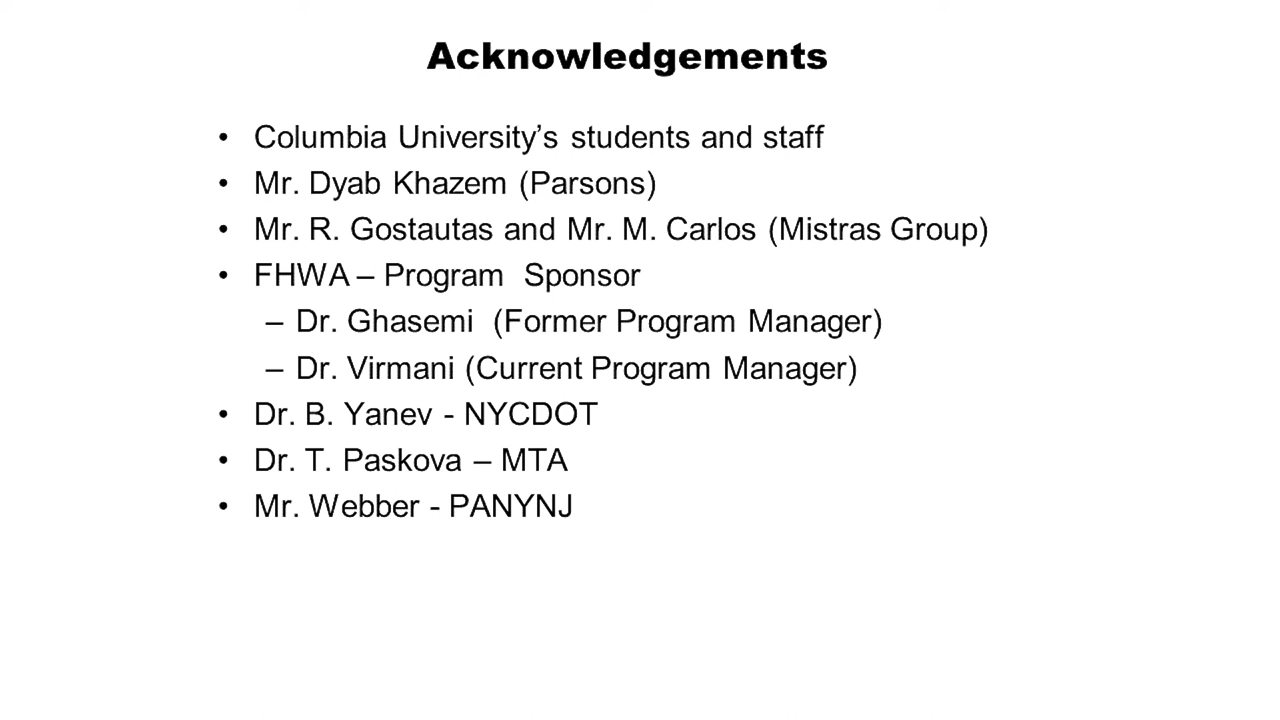 Acknowledgements
• Columbia University’s students and staff
• Mr. Dyab Khazem (Parsons)
• Mr. R. Gostautas and Mr. M. Carlos (Mistras Group)
• FHWA – Program Sponsor
– Dr. Ghasemi (Former Program Manager)
– Dr. Virmani (Current Program Manager)
• Dr. B. Yanev - NYCDOT
• Dr. T. Paskova – MTA
• Mr. Webber - PANYNJ